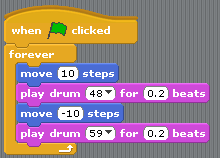 when clicked
forever
move 10 steps
play drum 48 for 0.2 beats
move -10 steps
play drum 59 for 0.2 beats